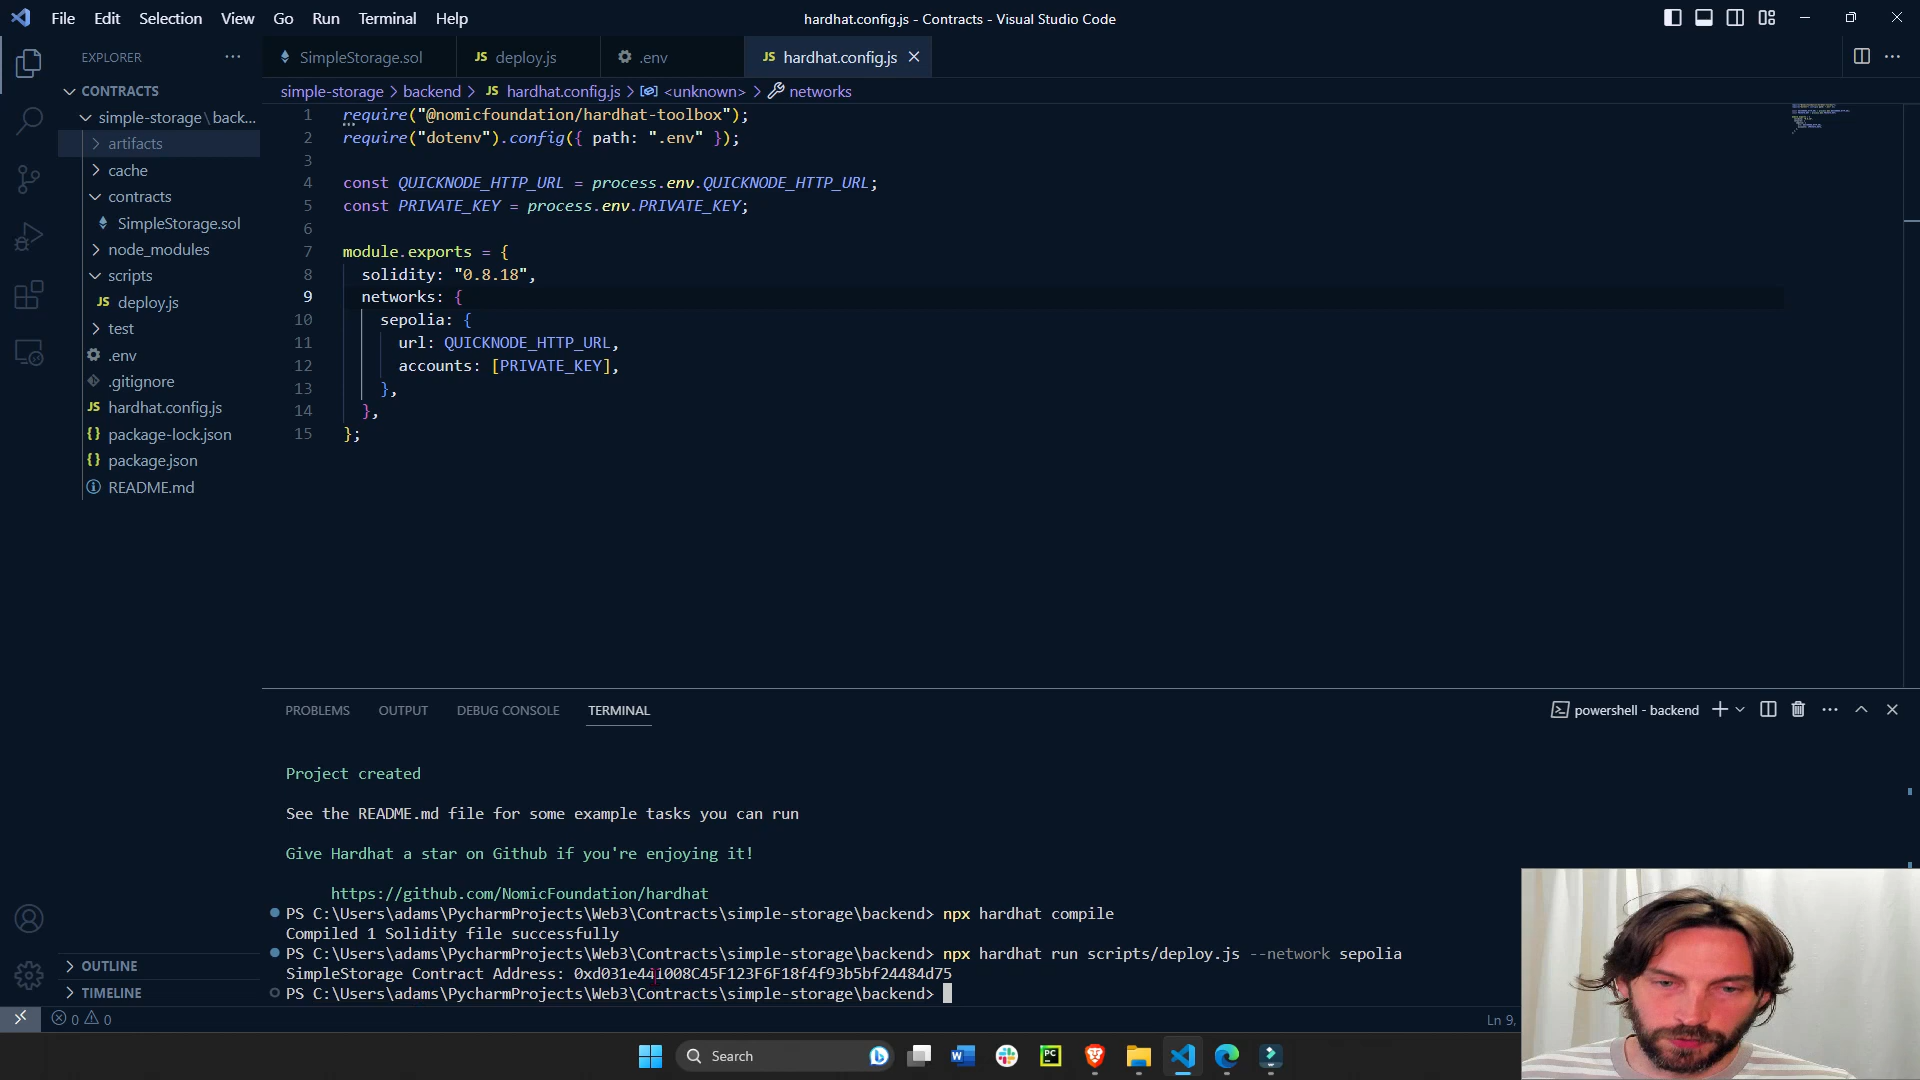 File Edit Selection View Go Run Terminal Help
hardhat.config.js - Contracts - Visual Studio Code
EXPLORER
CONTRACTS
simple-storage\back...
artifacts
cache
contracts
SimpleStorage.sol
node_modules
scripts
JS deploy.js
test
.env
.gitignore
JS hardhat.config.js
{} package-lock.json
{} package.json
README.md
OUTLINE
TIMELINE
SimpleStorage.sol JS deploy.js .env JS hardhat.config.js
simple-storage > backend > JS hardhat.config.js > <unknown> > networks
1 require("@nomicfoundation/hardhat-toolbox");
2 require("dotenv").config({ path: ".env" });
3
4 const QUICKNODE_HTTP_URL = process.env.QUICKNODE_HTTP_URL;
5 const PRIVATE_KEY = process.env.PRIVATE_KEY;
6
7 module.exports = {
8 solidity: "0.8.18",
9 networks: {
10 sepolia: {
11 url: QUICKNODE_HTTP_URL,
12 accounts: [PRIVATE_KEY],
13 },
14 },
15 };
PROBLEMS OUTPUT DEBUG CONSOLE TERMINAL
powershell - backend
Project created
See the README.md file for some example tasks you can run
Give Hardhat a star on Github if you're enjoying it!
https://github.com/NomicFoundation/hardhat
PS C:\Users\adams\PycharmProjects\Web3\Contracts\simple-storage\backend> npx hardhat compile
Compiled 1 Solidity file successfully
PS C:\Users\adams\PycharmProjects\Web3\Contracts\simple-storage\backend> npx hardhat run scripts/deploy.js --network sepolia
SimpleStorage Contract Address:
PS C:\Users\adams\PycharmProjects\Web3\Contracts\simple-storage\backend>
0 0
Ln 9,
Search